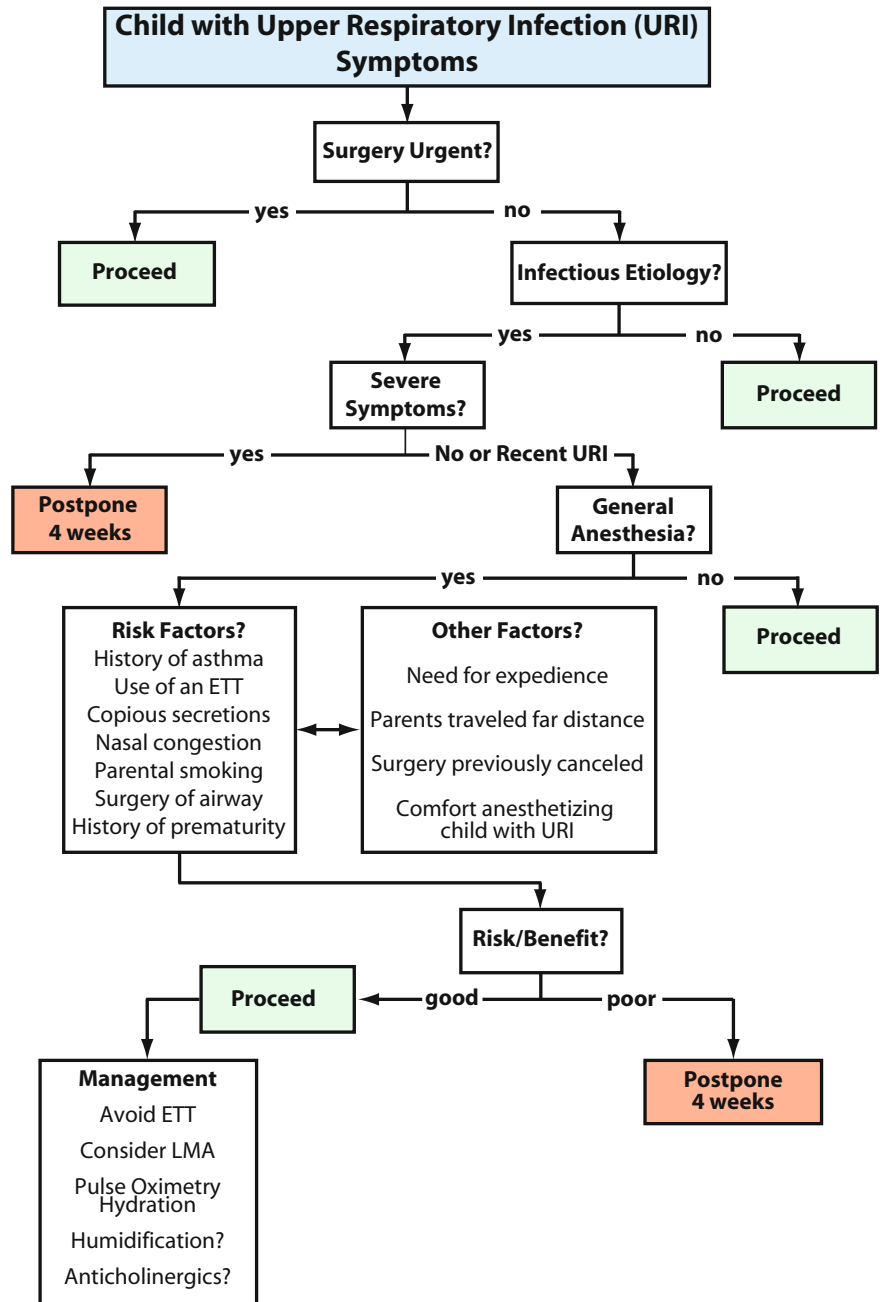 Child with Upper Respiratory Infection (URI)
Symptoms
Surgery Urgent?
yes
no
Proceed
Infectious Etiology?
yes
no
Severe
Symptoms?
Proceed
yes
No or Recent URI
Postpone
4 weeks
General
Anesthesia?
yes
no
Risk Factors?
History of asthma
Use of an ETT
Copious secretions
Nasal congestion
Parental smoking
Surgery of airway
History of prematurity
Other Factors?
Need for expedience
Parents traveled far distance
Surgery previously canceled
Comfort anesthetizing
child with URI
Proceed
Risk/Benefit?
Proceed
good
poor
Management
Avoid ETT
Consider LMA
Pulse Oximetry
Hydration
Humidification?
Anticholinergics?
Postpone
4 weeks